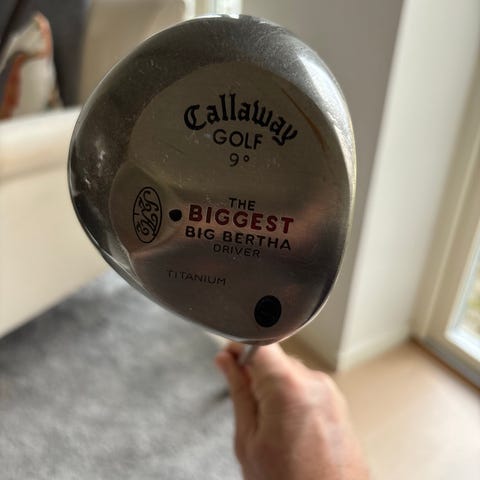 Callaway
GOLF
9°
THE
BIGGEST
BIG BERTHA
DRIVER
TITANIUM